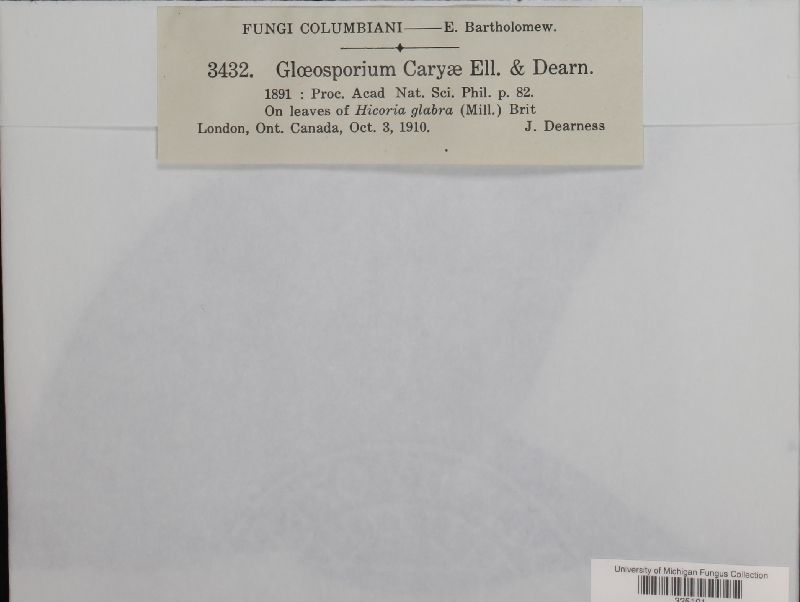 FUNGI COLUMBIANI——E. Bartholomew.
3432. Glœosporium Caryæ Ell. & Dearn.
1891 : Proc. Acad Nat. Sci. Phil. p. 82.
On leaves of Hicoria glabra (Mill.) Brit
London, Ont. Canada, Oct. 3, 1910. J. Dearness
University of Michigan Fungus Collection